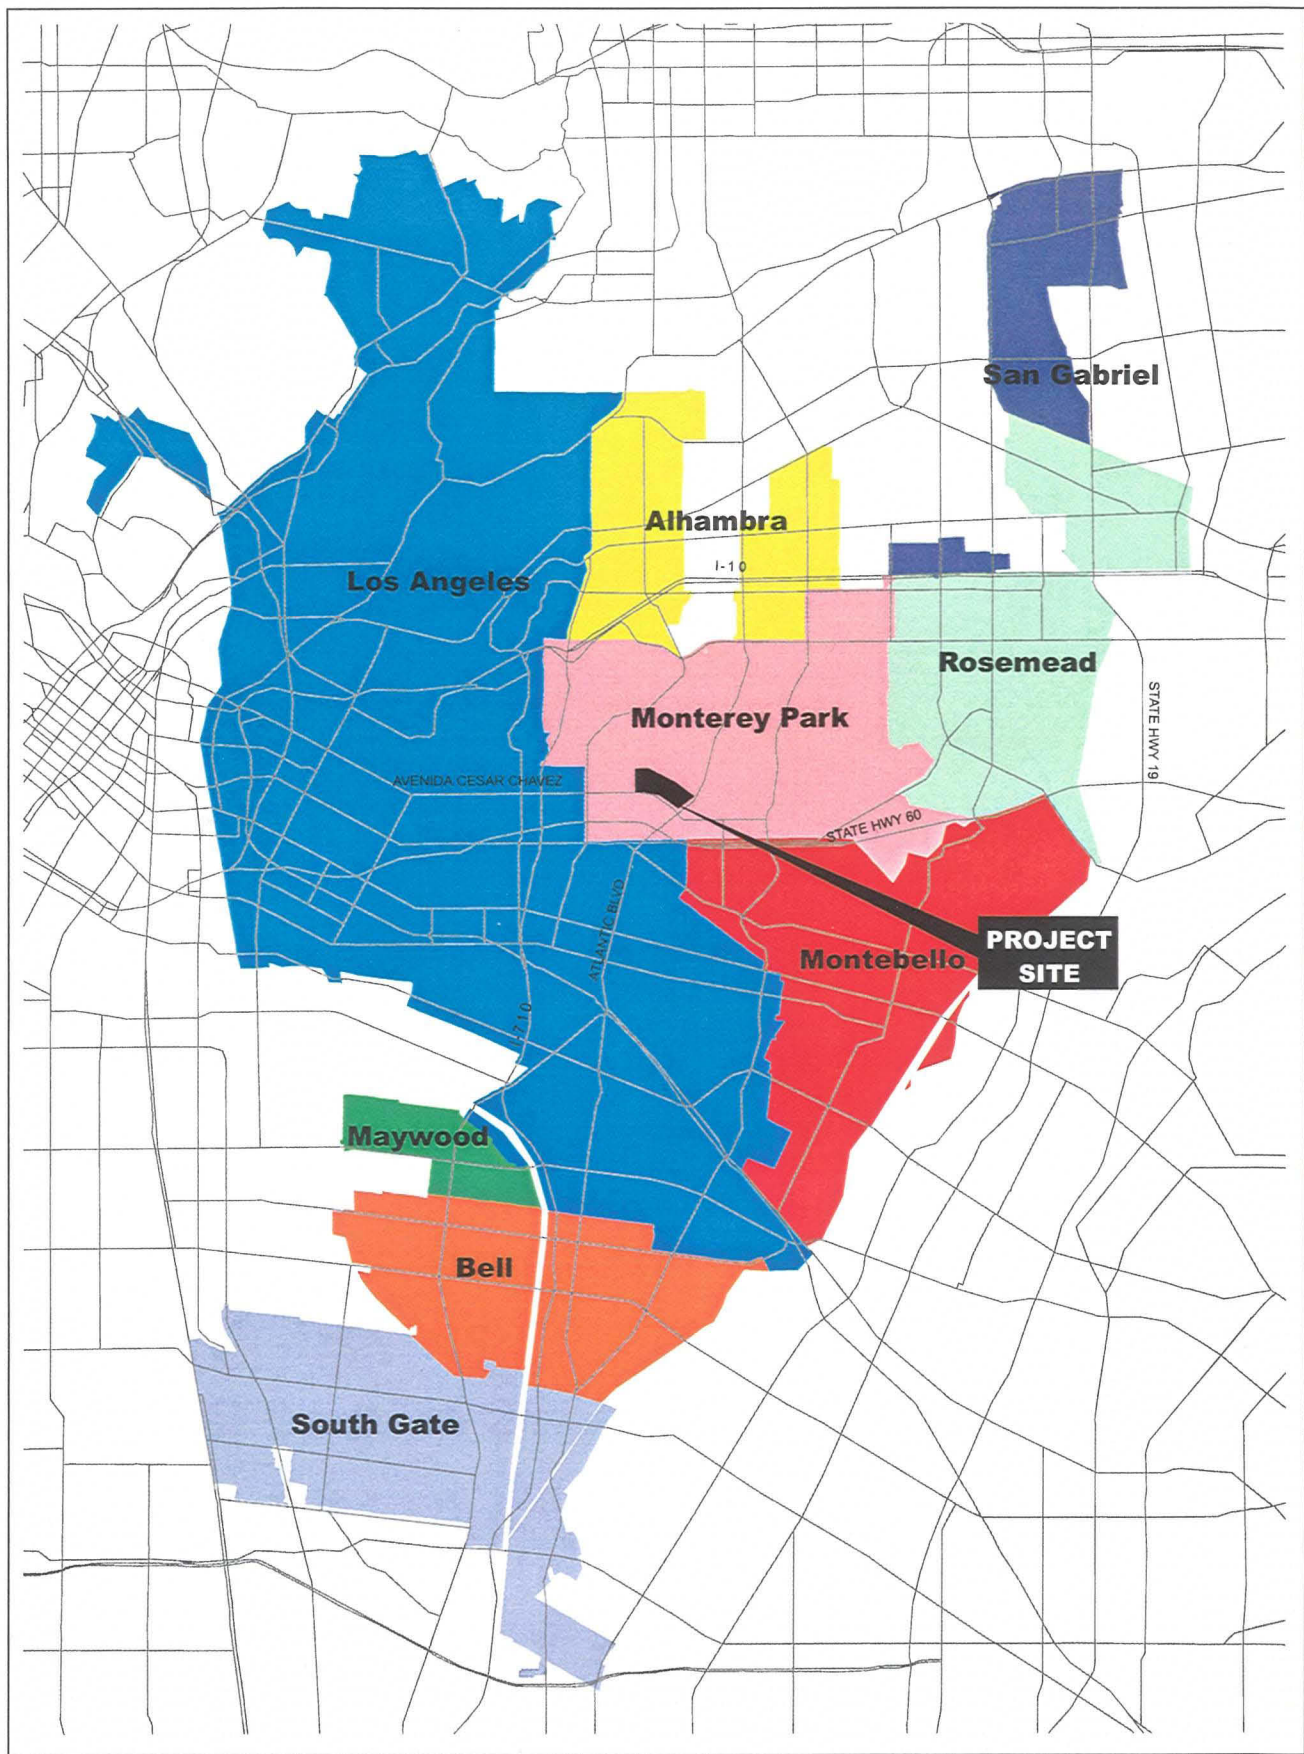 San Gabriel
Alhambra
I-10
Los Angeles
Rosemead
STATE HWY 19
Monterey Park
AVENIDA CESAR CHAVEZ
STATE HWY 60
ATLANTIC BLVD
PROJECT
SITE
Montebello
I-710
Maywood
Bell
South Gate